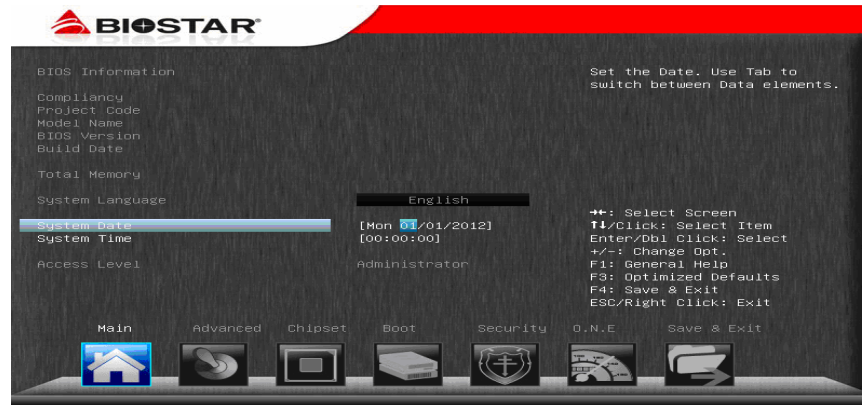 BIOSTAR®
BIOS Information
Set the Date. Use Tab to
switch between Data elements.
Compliancy
Project Code
Model Name
BIOS Version
Build Date
Total Memory
System Language English
System Date [Mon 01/01/2012]
System Time [00:00:00]
Access Level Administrator
→←: Select Screen
↑↓/Click: Select Item
Enter/Dbl Click: Select
+/-: Change Opt.
F1: General Help
F3: Optimized Defaults
F4: Save & Exit
ESC/Right Click: Exit
Main Advanced Chipset Boot Security O.N.E Save & Exit